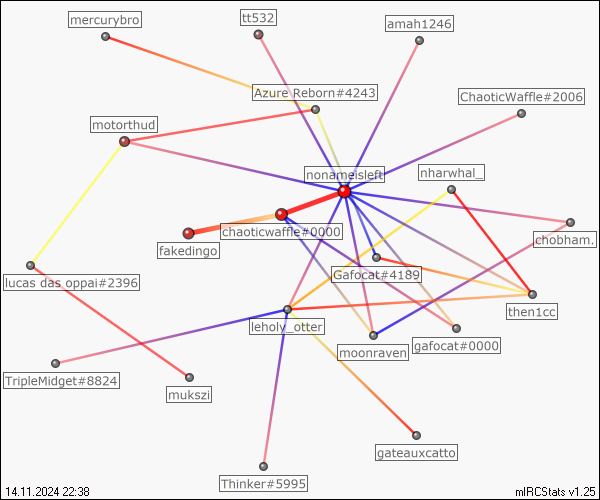 mercurybro
tt532
amah1246
Azure Reborn#4243
ChaoticWaffle#2006
motorthud
nonameisleft
nharwhal_
chaoticwaffle#0000
chobham.
fakedingo
Gafocat#4189
lucas das oppai#2396
then1cc
leholy_otter
gafocat#0000
moonraven
TripleMidget#8824
mukszi
gateauxcatto
Thinker#5995
14.11.2024 22:38
mIRCStats v1.25